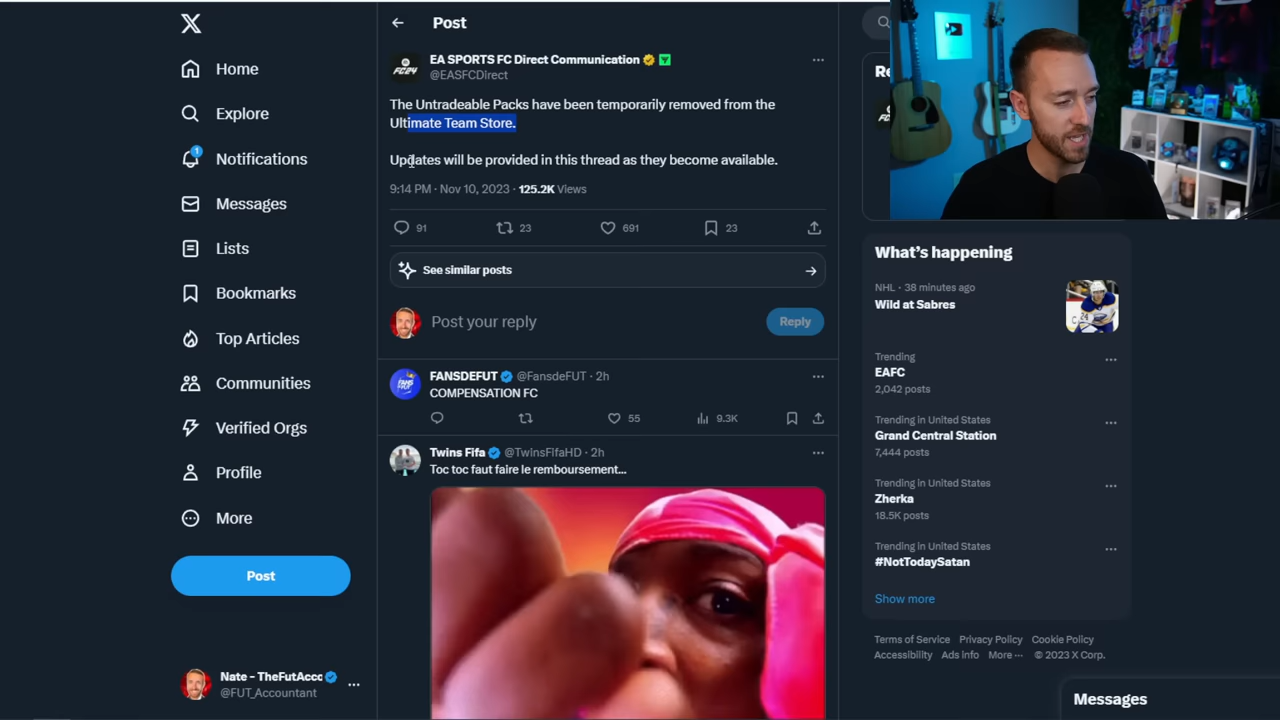 Home
Explore
1
Notifications
Messages
Lists
Bookmarks
Top Articles
Communities
Verified Orgs
Profile
More
Post
Nate - TheFutAcc
@FUT_Accountant
Post
EA SPORTS FC Direct Communication
@EASFCDirect
The Untradeable Packs have been temporarily removed from the
Ultimate Team Store.
Updates will be provided in this thread as they become available.
9:14 PM · Nov 10, 2023 · 125.2K Views
91
23
691
23
See similar posts
Post your reply
Reply
FANSDEFUT @FansdeFUT · 2h
COMPENSATION FC
55
9.3K
Twins Fifa @TwinsFifaHD · 2h
Toc toc faut faire le remboursement...
What's happening
NHL · 38 minutes ago
Wild at Sabres
Trending
EAFC
2,042 posts
Trending in United States
Grand Central Station
7,444 posts
Trending in United States
Zherka
18.5K posts
Trending in United States
#NotTodaySatan
Show more
Terms of Service Privacy Policy Cookie Policy
Accessibility Ads info More ··· © 2023 X Corp.
Messages